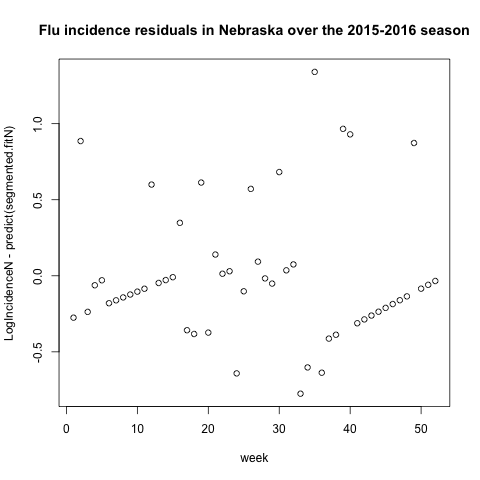 Flu incidence residuals in Nebraska over the 2015-2016 season
LogIncidenceN - predict(segmented.fitN)
1.0
0.5
0.0
-0.5
0 10 20 30 40 50
week